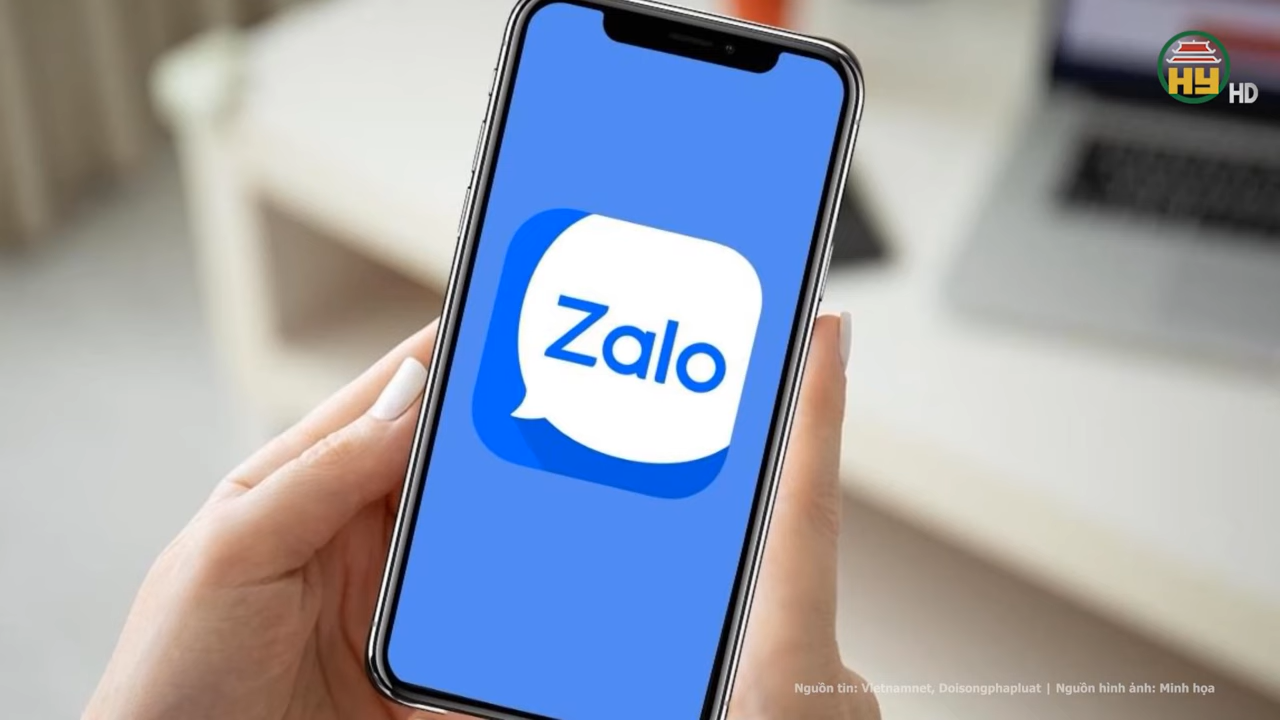 HY HD
Zalo
Nguồn tin: Vietnamnet, Doisongphapluat | Nguồn hình ảnh: Minh họa